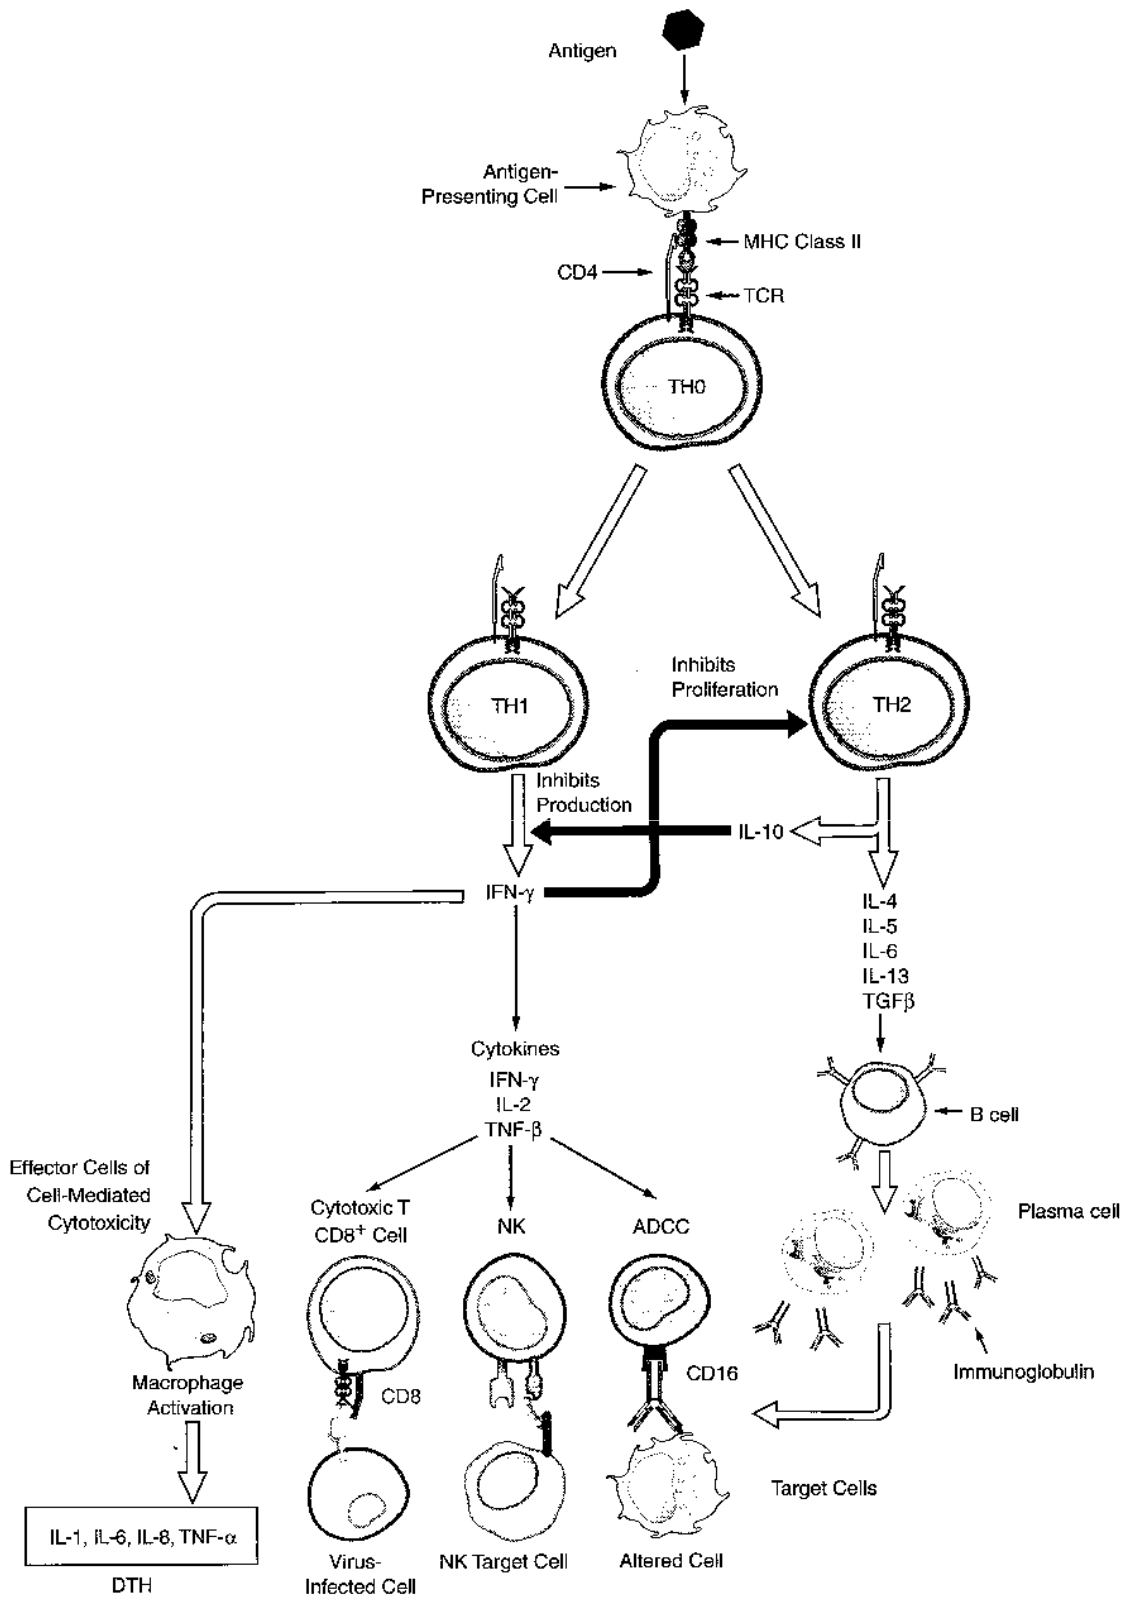 Antigen
Antigen-
Presenting Cell
MHC Class II
CD4
TCR
TH0
TH1
Inhibits
Proliferation
TH2
Inhibits
Production
IL-10
IFN-γ
IL-4
IL-5
IL-6
IL-13
TGFβ
Cytokines
IFN-γ
IL-2
TNF-β
B cell
Effector Cells of
Cell-Mediated
Cytotoxicity
Cytotoxic T
CD8⁺ Cell
NK
ADCC
Plasma cell
Immunoglobulin
Macrophage
Activation
CD8
CD16
Target Cells
IL-1, IL-6, IL-8, TNF-α
DTH
Virus-
Infected Cell
NK Target Cell
Altered Cell